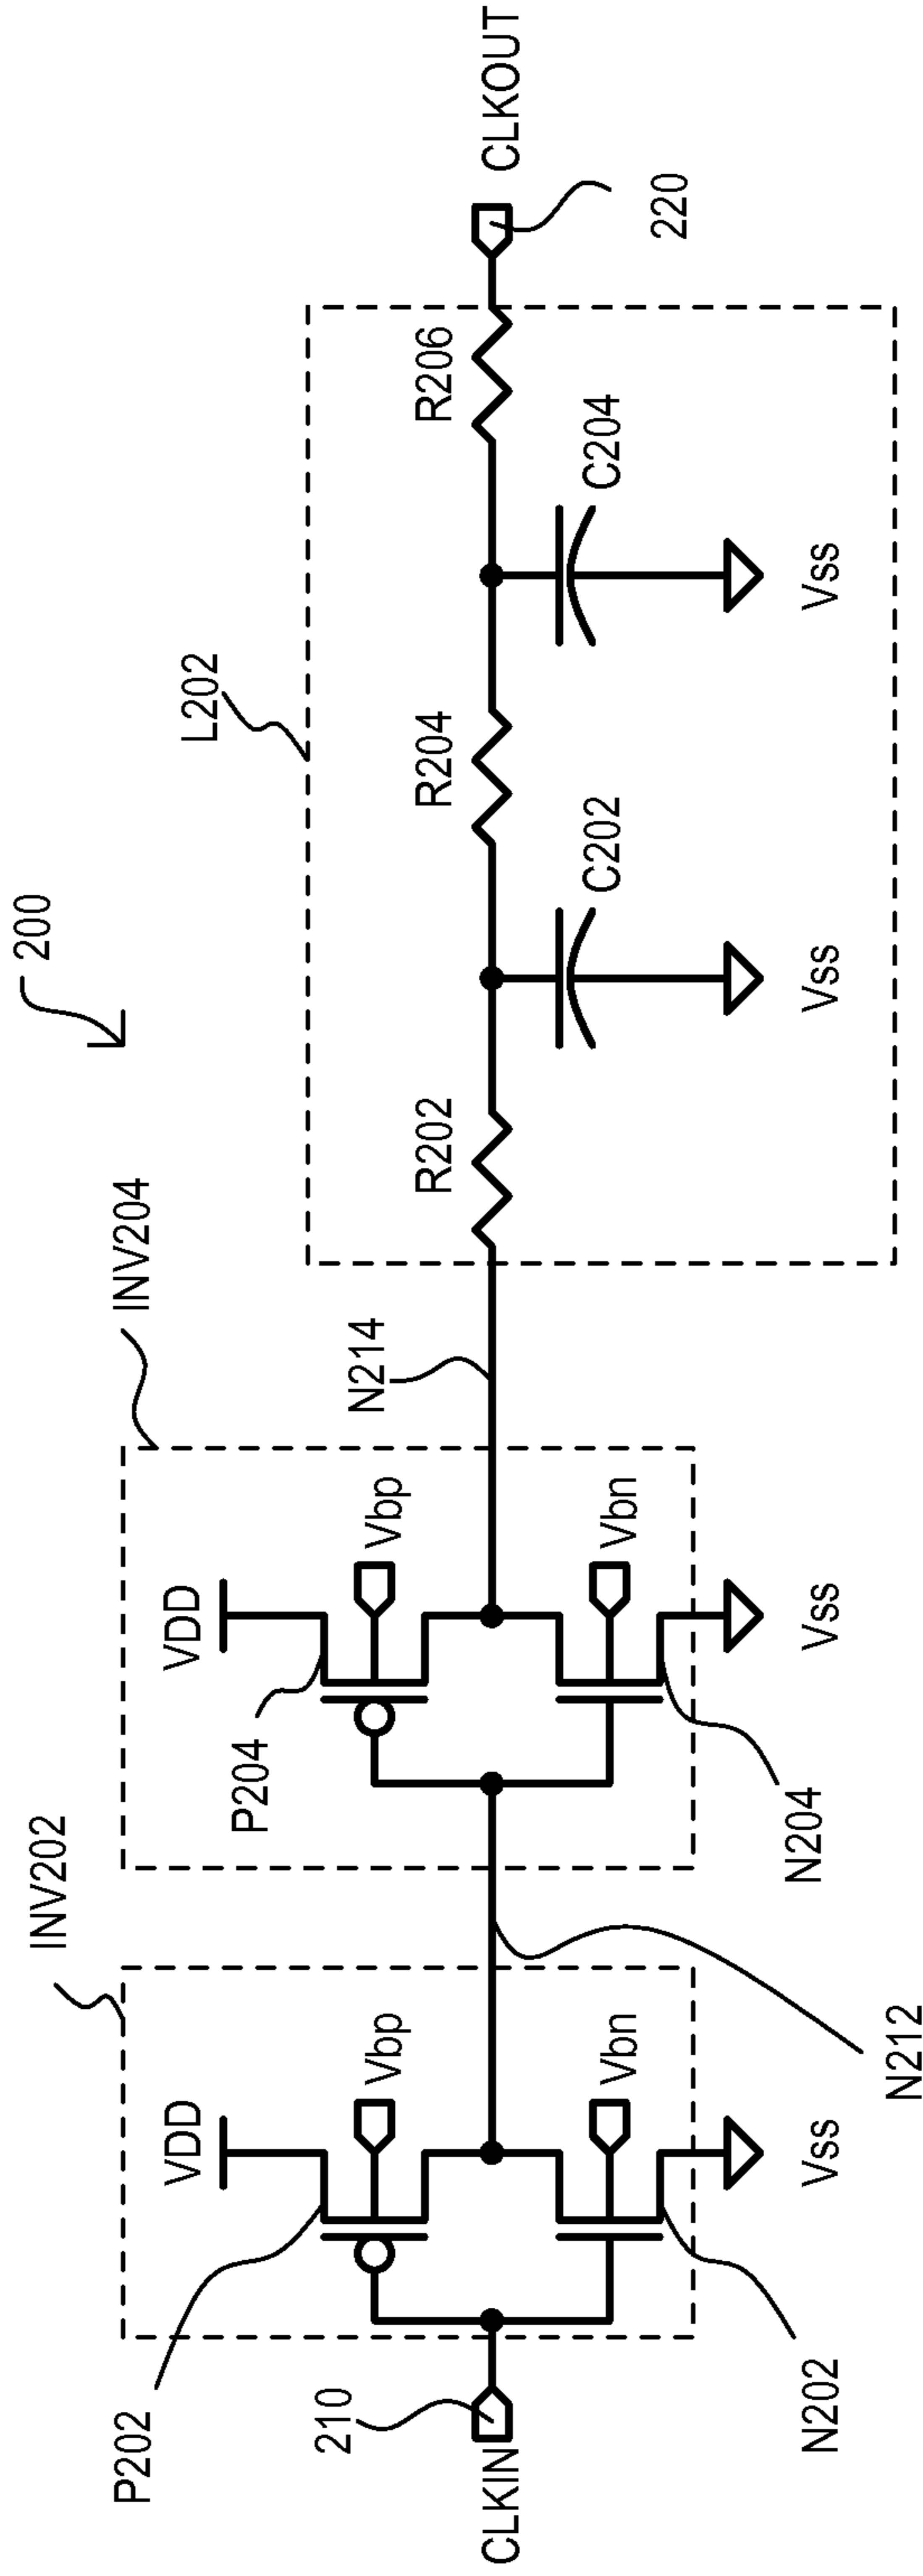 200
INV202
INV204
L202
VDD
VDD
P202
P204
Vbp
Vbp
N214
R202
R204
R206
CLKIN
210
CLKOUT
220
Vbn
Vbn
C202
C204
N202
N204
Vss
Vss
Vss
Vss
N212